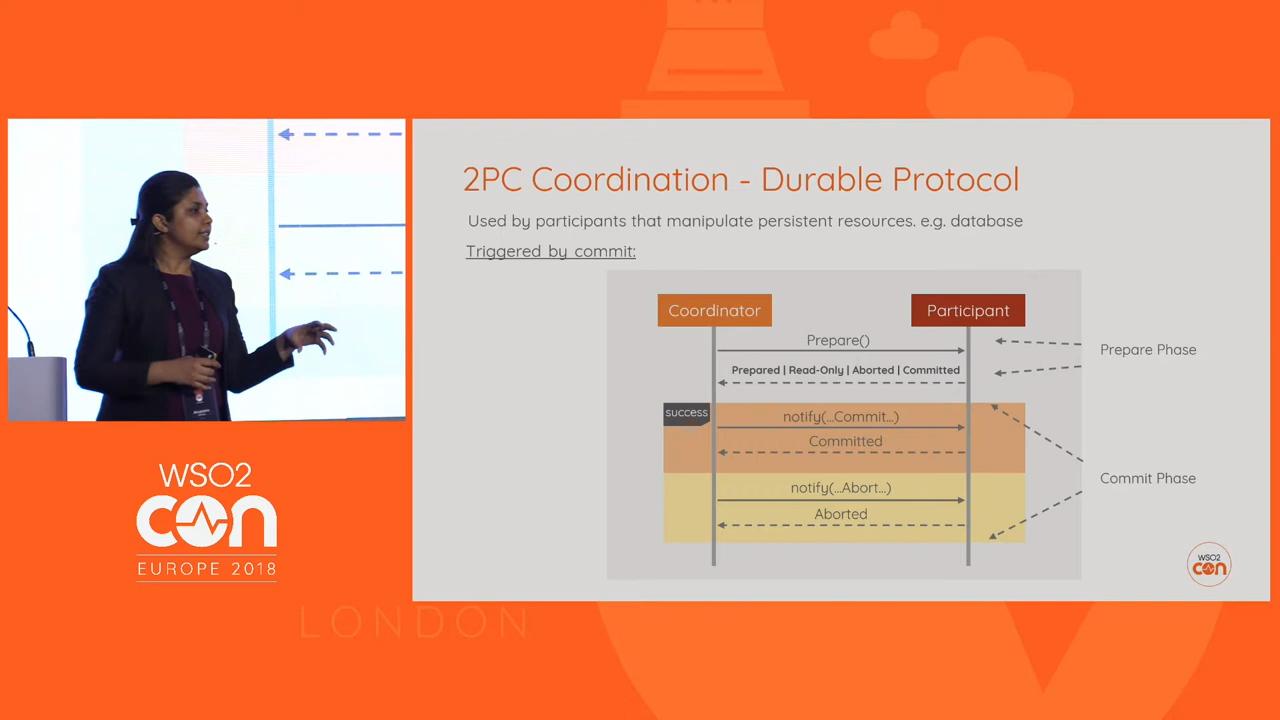 2PC Coordination - Durable Protocol
Used by participants that manipulate persistent resources. e.g. database
Triggered by commit:
Coordinator
Participant
Prepare()
Prepare Phase
Prepared | Read-Only | Aborted | Committed
success
notify(...Commit...)
Committed
Commit Phase
notify(...Abort...)
Aborted
WSO2
CON
WSO2
CON
EUROPE 2018
LONDON